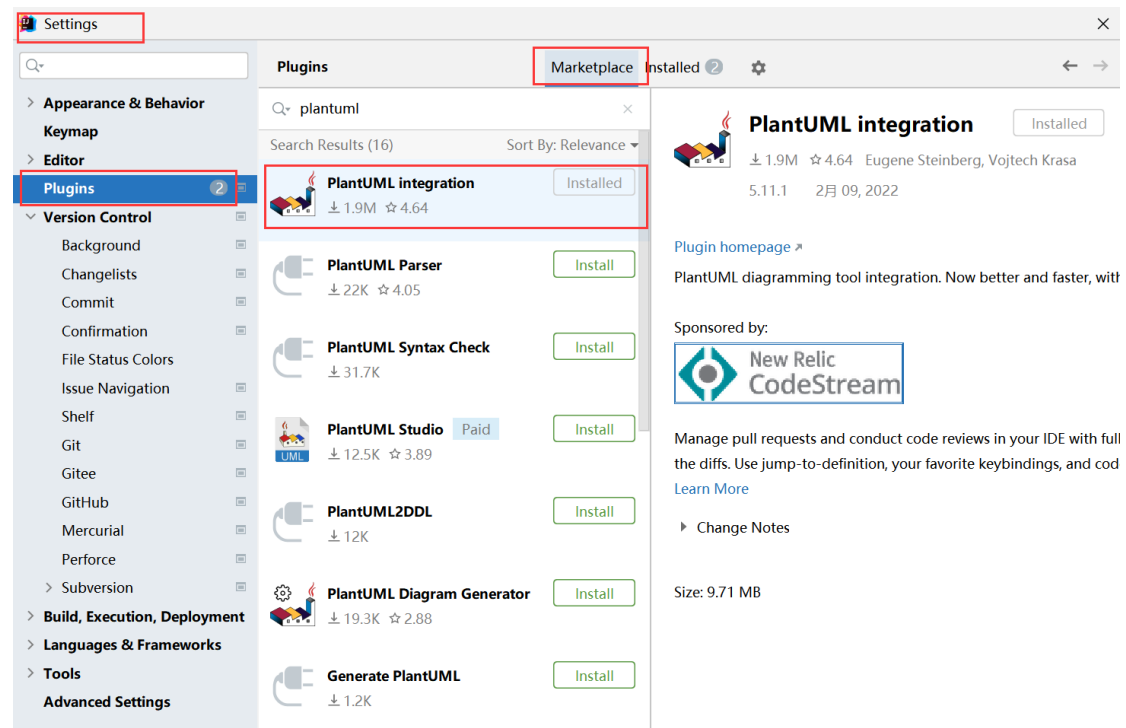 Settings
Plugins
Marketplace
Installed 2
Appearance & Behavior
Keymap
Editor
Plugins 2
Version Control
Background
Changelists
Commit
Confirmation
File Status Colors
Issue Navigation
Shelf
Git
Gitee
GitHub
Mercurial
Perforce
Subversion
Build, Execution, Deployment
Languages & Frameworks
Tools
Advanced Settings
plantuml
Search Results (16) Sort By: Relevance
PlantUML integration Installed
1.9M 4.64
PlantUML Parser Install
22K 4.05
PlantUML Syntax Check Install
31.7K
PlantUML Studio Paid Install
UML 12.5K 3.89
PlantUML2DDL Install
12K
PlantUML Diagram Generator Install
19.3K 2.88
Generate PlantUML Install
1.2K
PlantUML integration Installed
1.9M 4.64 Eugene Steinberg, Vojtech Krasa
5.11.1 2月 09, 2022
Plugin homepage
PlantUML diagramming tool integration. Now better and faster, with
Sponsored by:
New Relic
CodeStream
Manage pull requests and conduct code reviews in your IDE with full
the diffs. Use jump-to-definition, your favorite keybindings, and cod
Learn More
Change Notes
Size: 9.71 MB